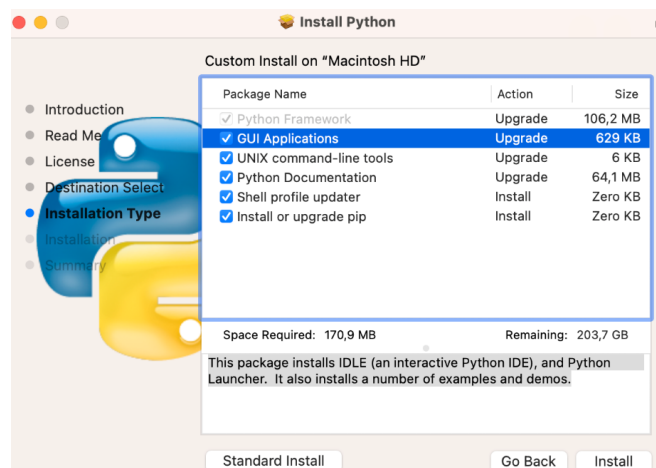 Install Python
Custom Install on “Macintosh HD”
Introduction
Read Me
License
Destination Select
Installation Type
Installation
Summary
Package Name Action Size
Python Framework Upgrade 106,2 MB
GUI Applications Upgrade 629 KB
UNIX command-line tools Upgrade 6 KB
Python Documentation Upgrade 64,1 MB
Shell profile updater Install Zero KB
Install or upgrade pip Install Zero KB
Space Required: 170,9 MB Remaining: 203,7 GB
This package installs IDLE (an interactive Python IDE), and Python
Launcher. It also installs a number of examples and demos.
Standard Install Go Back Install